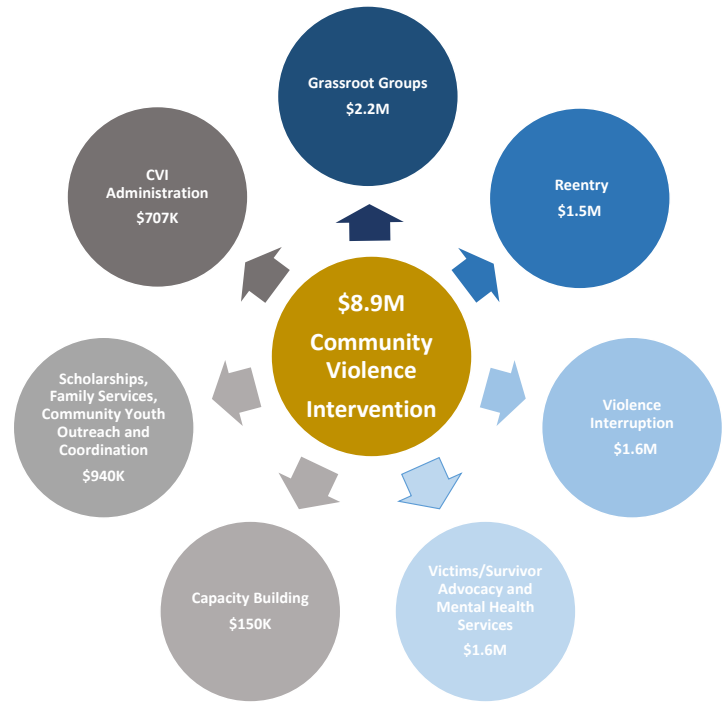 Grassroot Groups
$2.2M
CVI
Administration
$707K
Reentry
$1.5M
$8.9M
Community
Violence
Intervention
Scholarships,
Family Services,
Community Youth
Outreach and
Coordination
$940K
Violence
Interruption
$1.6M
Capacity Building
$150K
Victims/Survivor
Advocacy and
Mental Health
Services
$1.6M